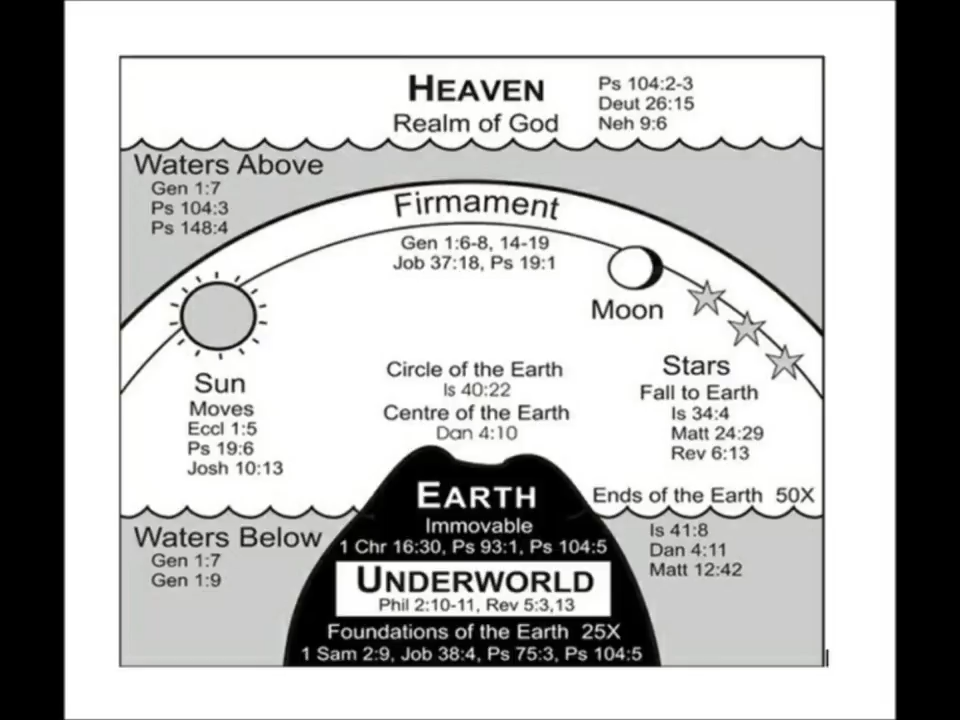 HEAVEN
Realm of God
Ps 104:2-3
Deut 26:15
Neh 9:6
Waters Above
Gen 1:7
Ps 104:3
Ps 148:4
Firmament
Gen 1:6-8, 14-19
Job 37:18, Ps 19:1
Moon
Sun
Moves
Eccl 1:5
Ps 19:6
Josh 10:13
Circle of the Earth
Is 40:22
Centre of the Earth
Dan 4:10
Stars
Fall to Earth
Is 34:4
Matt 24:29
Rev 6:13
Ends of the Earth 50X
Is 41:8
Dan 4:11
Matt 12:42
Waters Below
Gen 1:7
Gen 1:9
EARTH
Immovable
1 Chr 16:30, Ps 93:1, Ps 104:5
UNDERWORLD
Phil 2:10-11, Rev 5:3,13
Foundations of the Earth 25X
1 Sam 2:9, Job 38:4, Ps 75:3, Ps 104:5